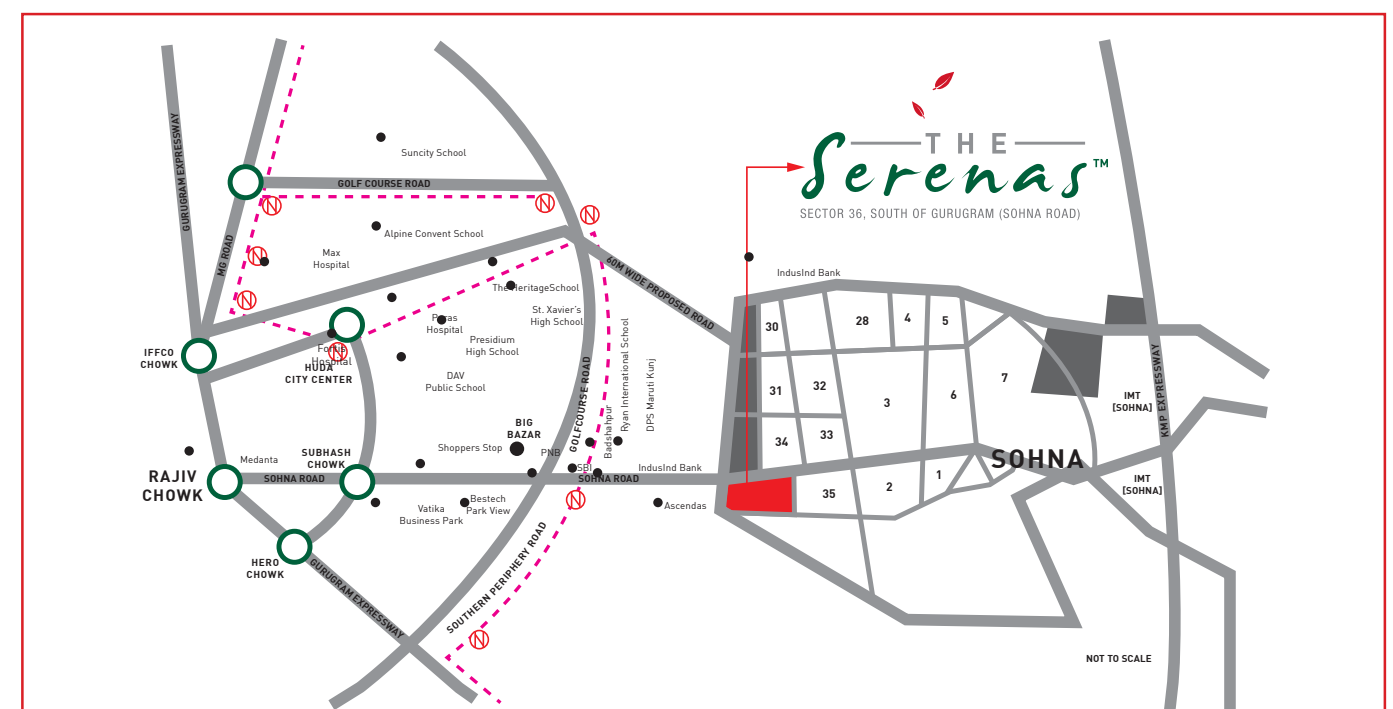 THE
Serenas™
SECTOR 36, SOUTH OF GURUGRAM (SOHNA ROAD)
GURUGRAM EXPRESSWAY
MG ROAD
GOLF COURSE ROAD
Suncity School
Alpine Convent School
Max
Hospital
The HeritageSchool
St. Xavier's
High School
Paras
Hospital
Presidium
High School
Fortis
Hospital
HUDA
CITY CENTER
DAV
Public School
IFFCO
CHOWK
60M WIDE PROPOSED ROAD
GOLFCOURSE ROAD
Badshahpur
Ryan International School
DPS Maruti Kunj
BIG
BAZAR
Shoppers Stop
PNB
SBI
IndusInd Bank
SUBHASH
CHOWK
Medanta
RAJIV
CHOWK
SOHNA ROAD
SOHNA ROAD
Vatika
Business Park
Bestech
Park View
Ascendas
HERO
CHOWK
GURUGRAM EXPRESSWAY
SOUTHERN PERIPHERY ROAD
IndusInd Bank
30
28
4
5
31
32
3
6
7
34
33
35
2
1
SOHNA
IMT
[SOHNA]
KMP EXPRESSWAY
IMT
[SOHNA]
NOT TO SCALE